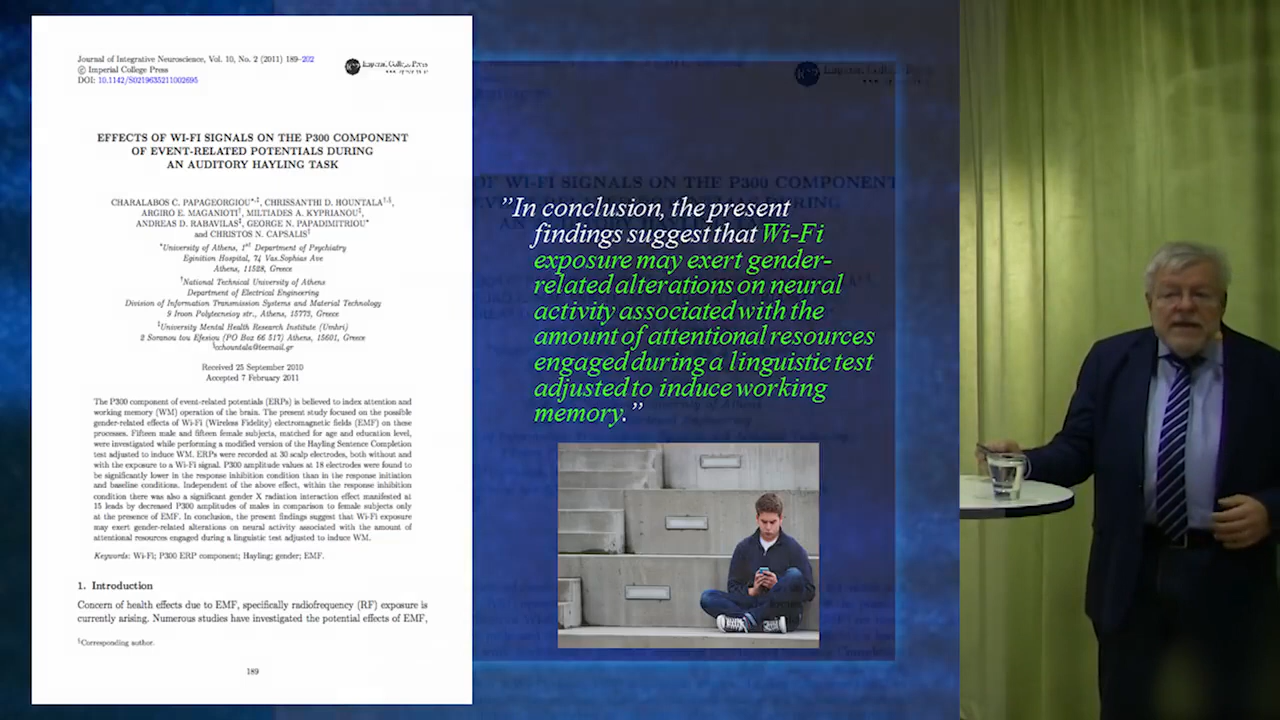 Journal of Integrative Neuroscience, Vol. 10, No. 2 (2011) 189–202
© Imperial College Press
DOI: 10.1142/S0219635211002695
Imperial College Press
EFFECTS OF WI-FI SIGNALS ON THE P300 COMPONENT
OF EVENT-RELATED POTENTIALS DURING
AN AUDITORY HAYLING TASK
CHARALABOS C. PAPAGEORGIOU*,‡, CHRISSANTHI D. HOUNTALA†,§,
ARGIRO E. MAGANIOTI†, MILTIADES A. KYPRIANOU‡,
ANDREAS D. RABAVILAS‡, GEORGE N. PAPADIMITRIOU*
and CHRISTOS N. CAPSALIS†
*University of Athens, 1st Department of Psychiatry
Eginition Hospital, 74 Vas.Sophias Ave
Athens, 11528, Greece
†National Technical University of Athens
Department of Electrical Engineering
Division of Information Transmission Systems and Material Technology
9 Iroon Polytecneiou str., Athens, 15773, Greece
‡University Mental Health Research Institute (Umhri)
2 Soranou tou Efesiou (PO Box 66 517) Athens, 15601, Greece
§cchountala@teemail.gr
Received 25 September 2010
Accepted 7 February 2011
The P300 component of event-related potentials (ERPs) is believed to index attention and
working memory (WM) operation of the brain. The present study focused on the possible
gender-related effects of Wi-Fi (Wireless Fidelity) electromagnetic fields (EMF) on these
processes. Fifteen male and fifteen female subjects, matched for age and education level,
were investigated while performing a modified version of the Hayling Sentence Completion
test adjusted to induce WM. ERPs were recorded at 30 scalp electrodes, both without and
with the exposure to a Wi-Fi signal. P300 amplitude values at 18 electrodes were found to
be significantly lower in the response inhibition condition than in the response initiation
and baseline conditions. Independent of the above effect, within the response inhibition
condition there was also a significant gender X radiation interaction effect manifested at
15 leads by decreased P300 amplitudes of males in comparison to female subjects only
at the presence of EMF. In conclusion, the present findings suggest that Wi-Fi exposure
may exert gender-related alterations on neural activity associated with the amount of
attentional resources engaged during a linguistic test adjusted to induce WM.
Keywords: Wi-Fi; P300 ERP component; Hayling; gender; EMF.
1. Introduction
Concern of health effects due to EMF, specifically radiofrequency (RF) exposure is
currently arising. Numerous studies have investigated the potential effects of EMF,
§Corresponding author.
189
OF WI-FI SIGNALS ON THE P300 COMPONENT
”In conclusion, the present
findings suggest that Wi-Fi
exposure may exert gender-
related alterations on neural
activity associated with the
amount of attentional resources
engaged during a linguistic test
adjusted to induce working
memory.”